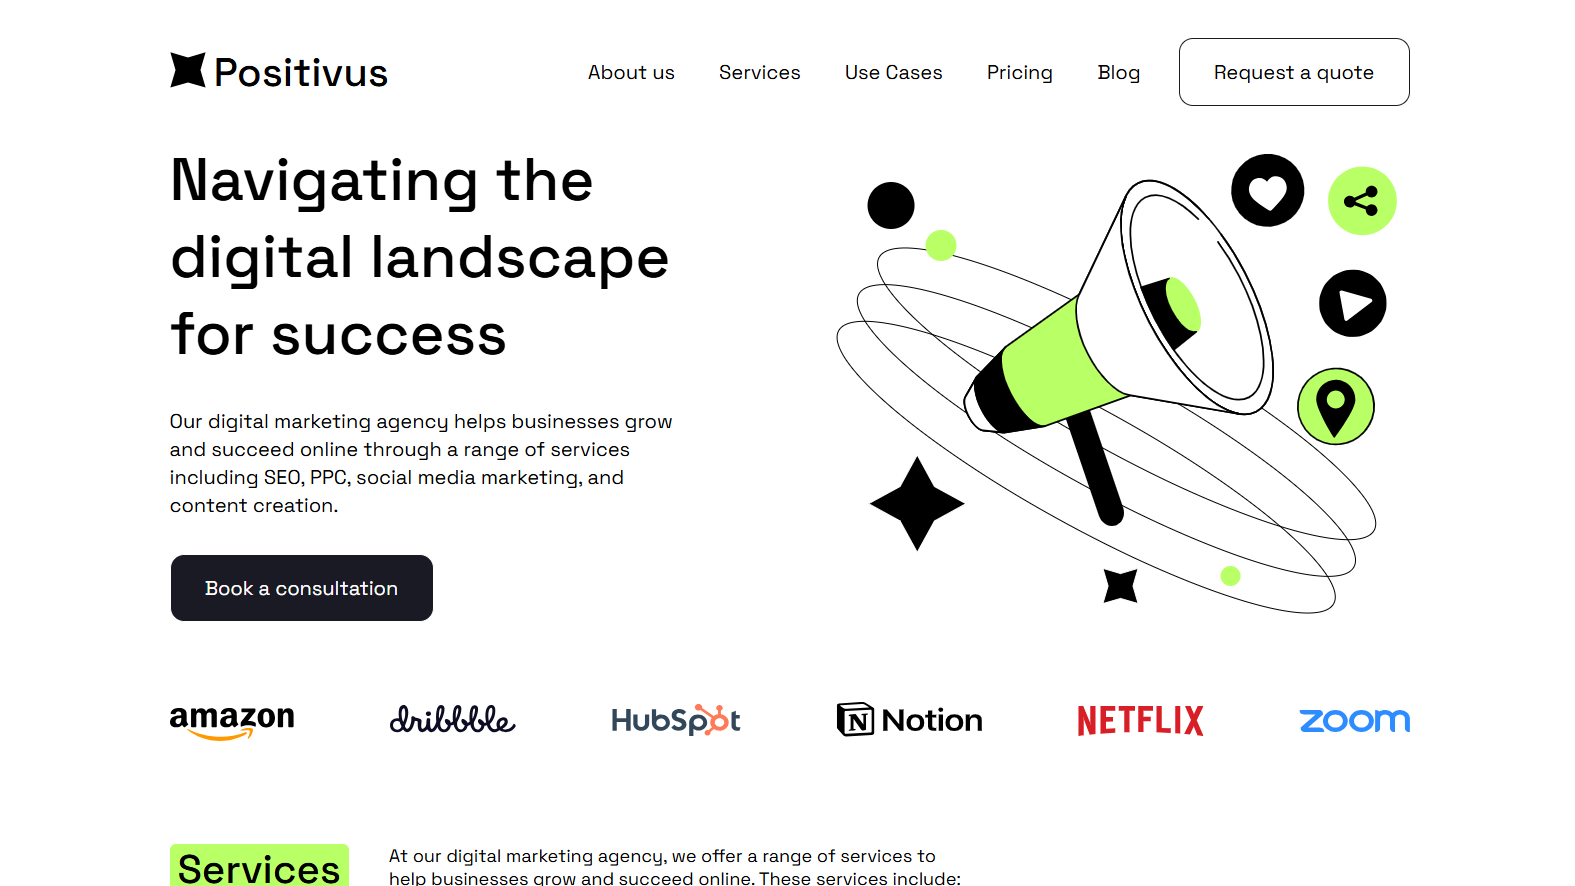 Positivus
About us
Services
Use Cases
Pricing
Blog
Request a quote
Navigating the
digital landscape
for success
Our digital marketing agency helps businesses grow
and succeed online through a range of services
including SEO, PPC, social media marketing, and
content creation.
Book a consultation
amazon
dribbble
HubSpot
N Notion
NETFLIX
zoom
Services
At our digital marketing agency, we offer a range of services to
help businesses grow and succeed online. These services include: